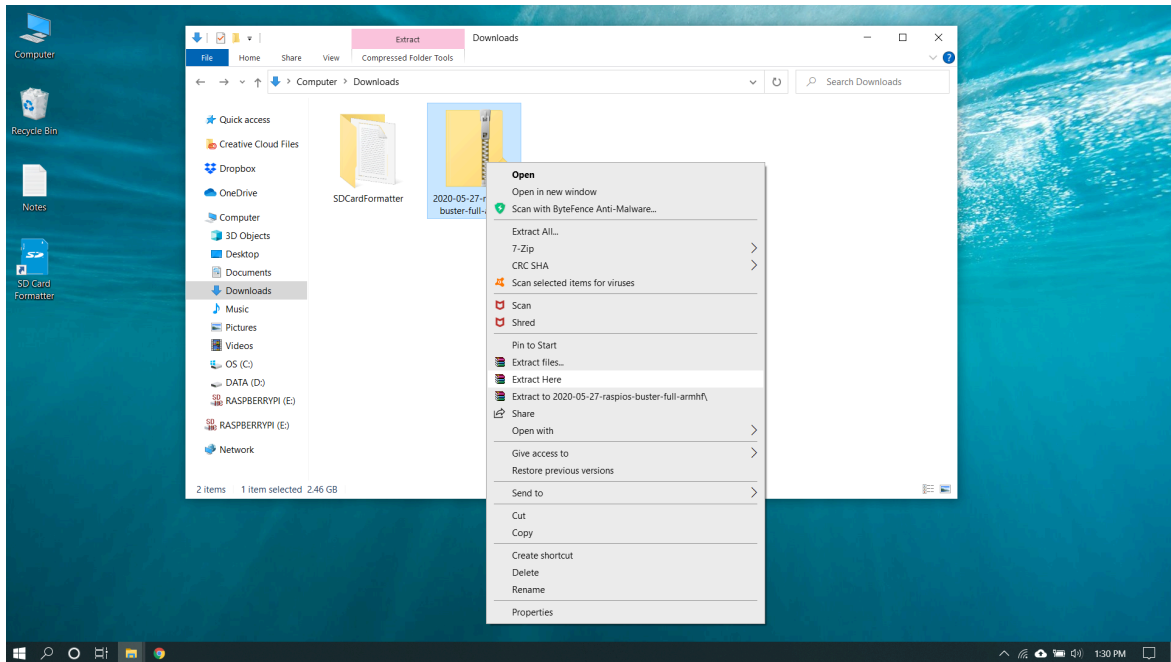 Computer
Recycle Bin
Notes
SD Card
Formatter
Extract
Downloads
File
Home
Share
View
Compressed Folder Tools
Computer
Downloads
Search Downloads
Quick access
Creative Cloud Files
Dropbox
OneDrive
Computer
3D Objects
Desktop
Documents
Downloads
Music
Pictures
Videos
OS (C:)
DATA (D:)
RASPBERRYPI (E:)
RASPBERRYPI (E:)
Network
SDCardFormatter
2020-05-27-r
buster-full-
Open
Open in new window
Scan with ByteFence Anti-Malware...
Extract All...
7-Zip
CRC SHA
Scan selected items for viruses
Scan
Shred
Pin to Start
Extract files...
Extract Here
Extract to 2020-05-27-raspios-buster-full-armhf\
Share
Open with
Give access to
Restore previous versions
Send to
Cut
Copy
Create shortcut
Delete
Rename
Properties
2 items 1 item selected 2.46 GB
1:30 PM